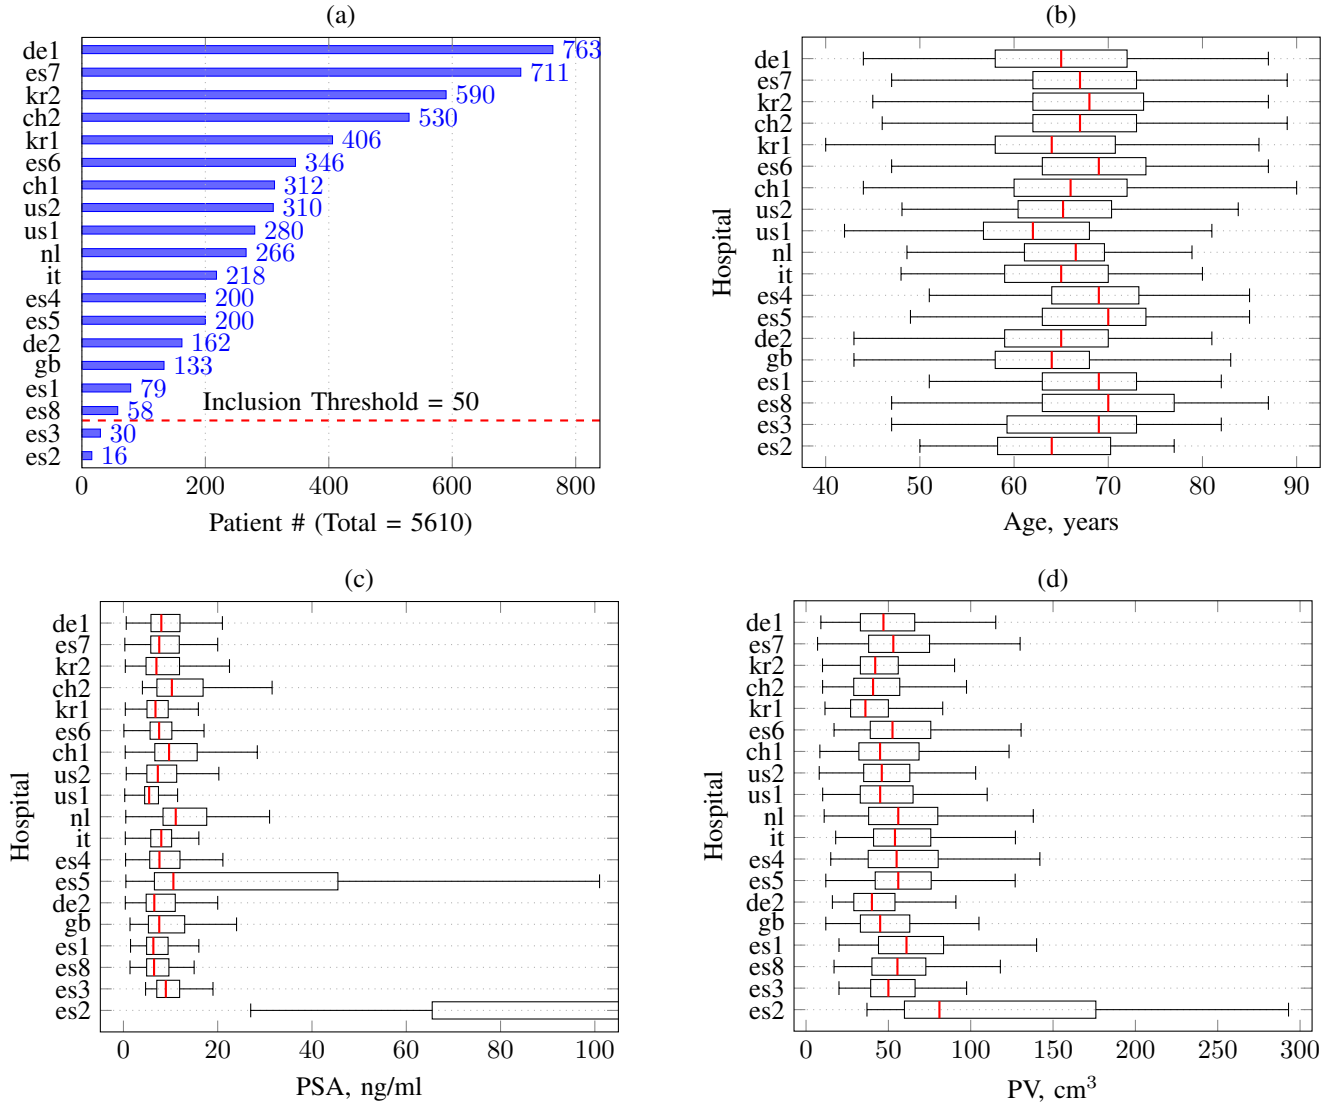 (a)
de1 763
es7 711
kr2 590
ch2 530
kr1 406
es6 346
ch1 312
us2 310
us1 280
nl 266
it 218
es4 200
es5 200
de2 162
gb 133
es1 79
Inclusion Threshold = 50
es8 58
es3 30
es2 16
0 200 400 600 800
Patient # (Total = 5610)
(b)
Hospital
de1
es7
kr2
ch2
kr1
es6
ch1
us2
us1
nl
it
es4
es5
de2
gb
es1
es8
es3
es2
40 50 60 70 80 90
Age, years
(c)
Hospital
de1
es7
kr2
ch2
kr1
es6
ch1
us2
us1
nl
it
es4
es5
de2
gb
es1
es8
es3
es2
0 20 40 60 80 100
PSA, ng/ml
(d)
Hospital
de1
es7
kr2
ch2
kr1
es6
ch1
us2
us1
nl
it
es4
es5
de2
gb
es1
es8
es3
es2
0 50 100 150 200 250 300
PV, cm³